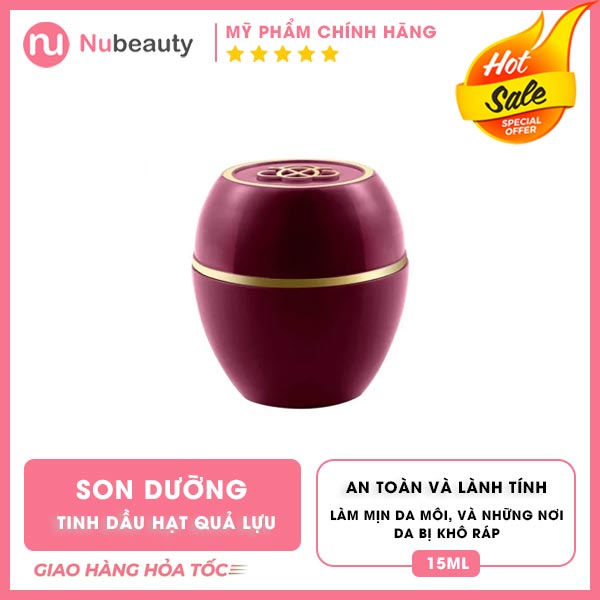 nu Nubeauty
MỸ PHẨM CHÍNH HÃNG
Hot
Sale
SPECIAL
OFFER
SON DƯỠNG
TINH DẦU HẠT QUẢ LỰU
GIAO HÀNG HỎA TỐC
AN TOÀN VÀ LÀNH TÍNH
LÀM MỊN DA MÔI, VÀ NHỮNG NƠI
DA BỊ KHÔ RÁP
15ML